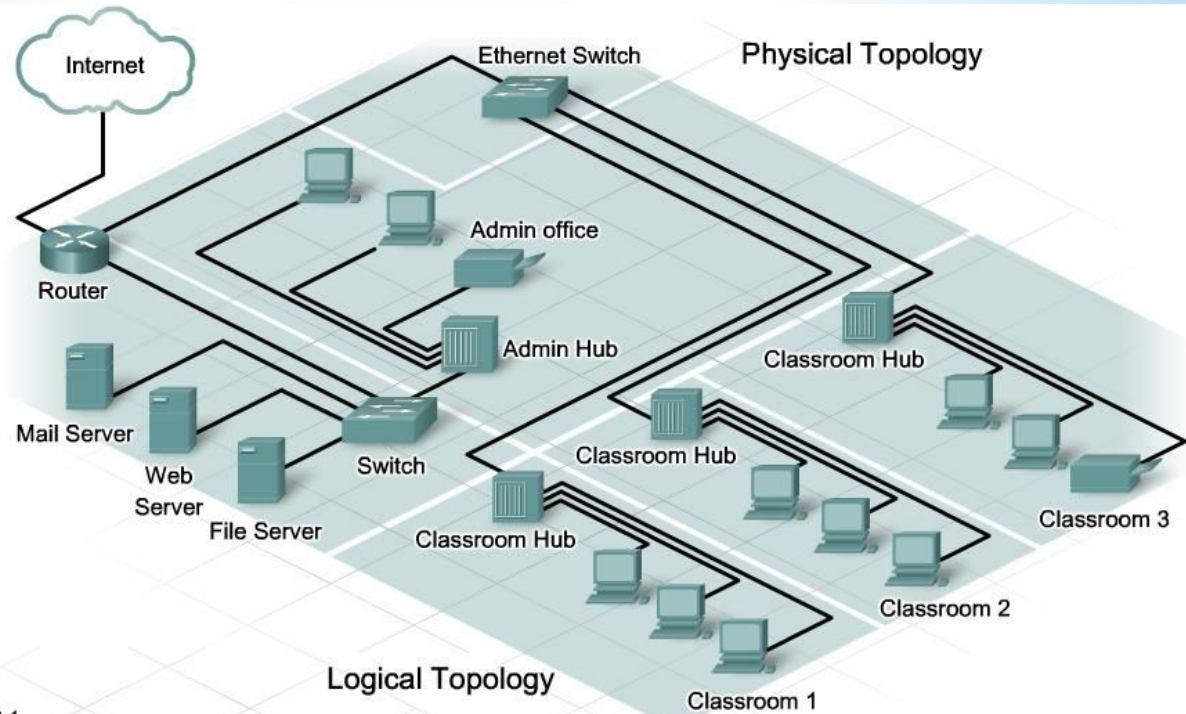 Physical Topology
Ethernet Switch
Internet
Admin office
Router
Admin Hub
Classroom Hub
Mail Server
Web
Server
File Server
Switch
Classroom Hub
Classroom Hub
Classroom 3
Classroom 2
Classroom 1
Logical Topology